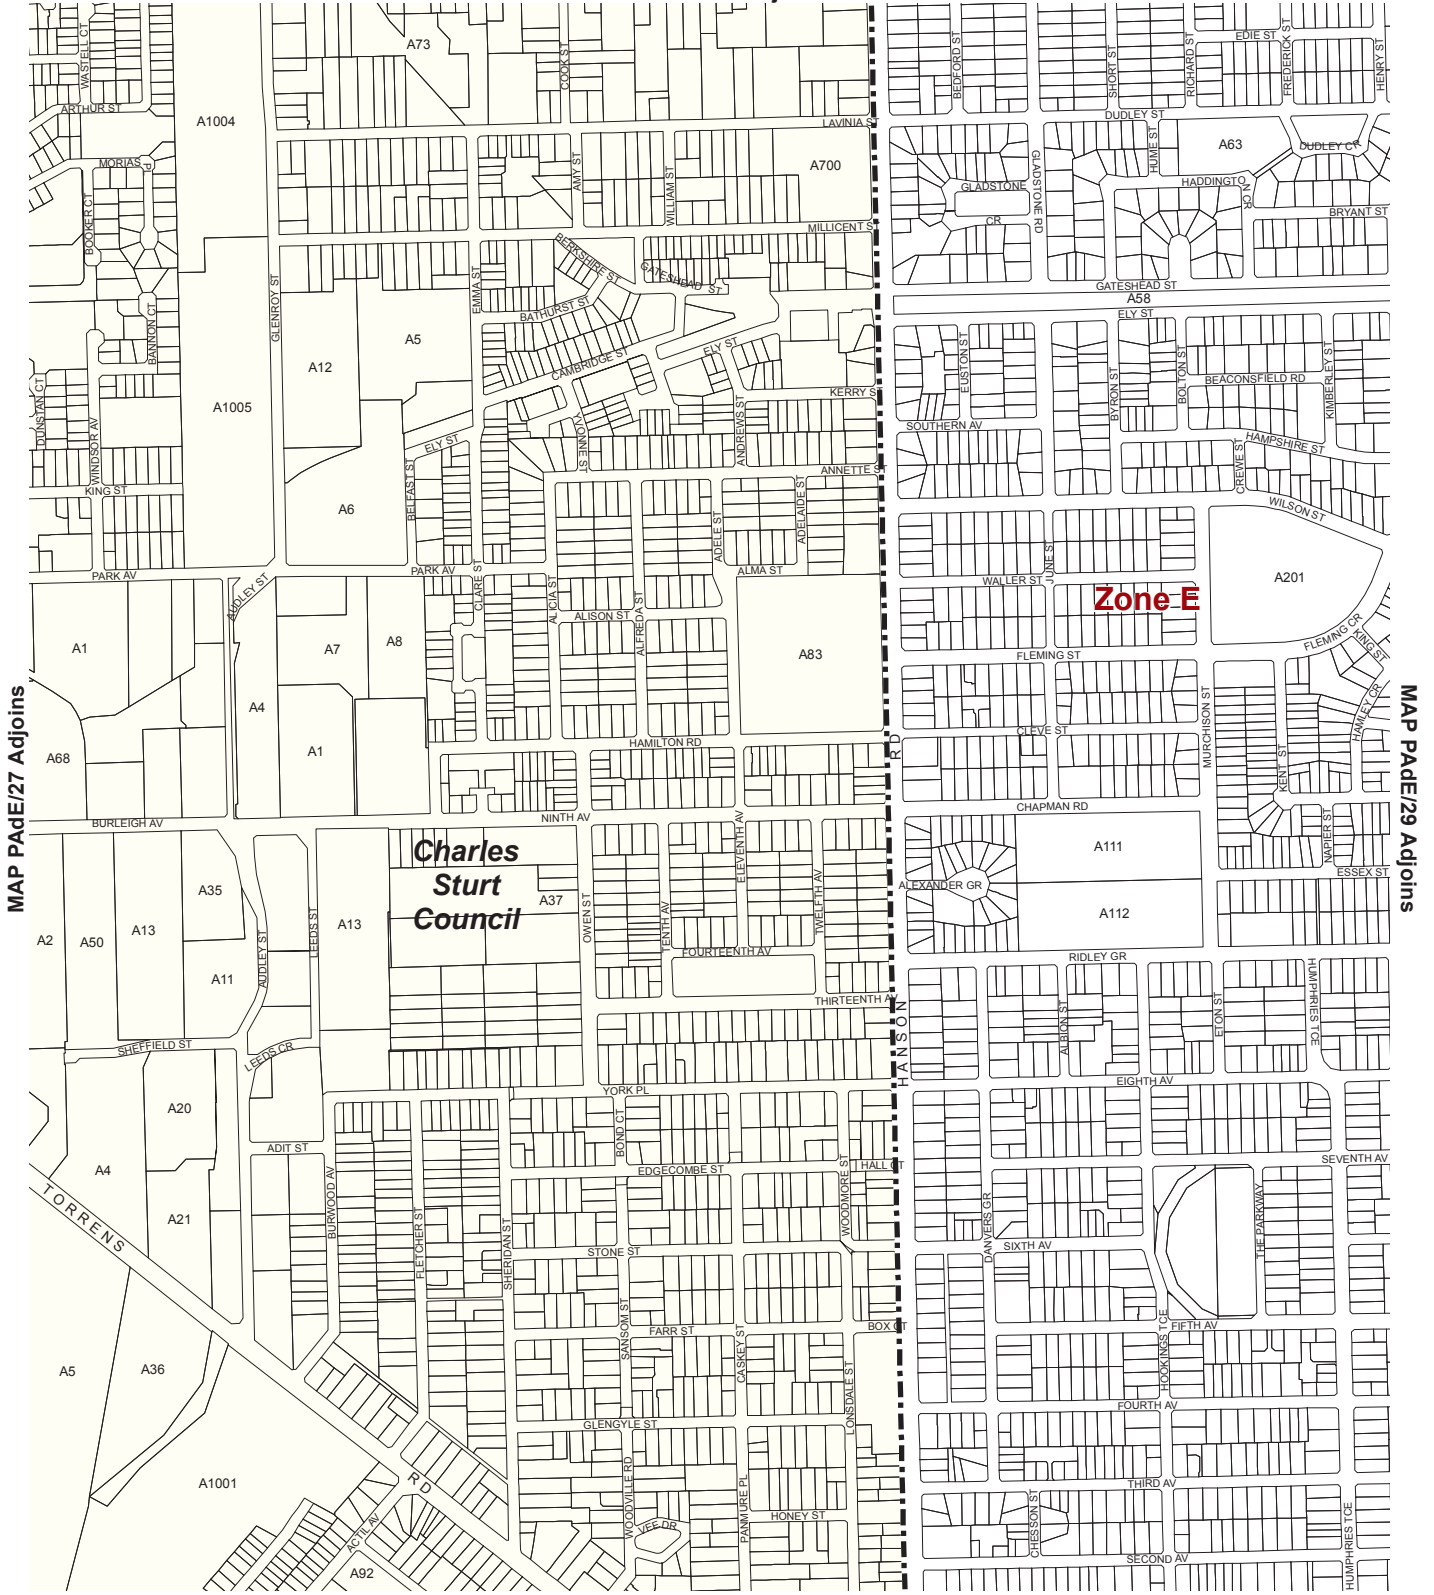 WASTELL CT
A73
COOK ST
BEDFORD ST
SHORT ST
RICHARD ST
EDIE ST
FREDERICK ST
HENRY ST
ARTHUR ST
A1004
LAVINIA ST
DUDLEY ST
MORIAS P
A700
AMY ST
WILLIAM ST
GLADSTONE RD
HUME ST
A63
DUDLEY CR
GLADSTONE
CR
HADDINGTO
N CR
BRYANT ST
BOOKER CT
MILLICENT S
BERKSHIRE ST
GATESHEAD ST
EMMA ST
GLENROY ST
GATESHEAD ST
A58
BANNON CT
BATHURST ST
ELY ST
A5
A12
CAMBRIDGE ST
ELY ST
EUSTON ST
BYRON ST
BOLTON ST
BEACONSFIELD RD
KIMBERLEY ST
DUNSTAN CT
WINDSOR AV
A1005
KERRY S
YVONNE ST
ANDREWS ST
SOUTHERN AV
ELY ST
CREWE ST
HAMPSHIRE ST
ANNETTE S
KING ST
BELFAST ST
A6
ADELE ST
ADELAIDE ST
WILSON ST
PARK AV
PARK AV
CLARE ST
ALMA ST
WALLER ST
JUNE ST
A201
AUDLEY ST
ALICIA ST
ALISON ST
ALFREDA ST
Zone E
FLEMING CR
KING ST
A1
A7
A8
A83
FLEMING ST
MAP PAdE/27 Adjoins
A4
A68
A1
HAMILTON RD
RD
CLEVE ST
MURCHISON ST
KENT ST
HAMLEY CR
MAP PAdE/29 Adjoins
BURLEIGH AV
NINTH AV
CHAPMAN RD
NAPIER ST
Charles
Sturt
Council
ELEVENTH AV
A111
ESSEX ST
A35
A37
ALEXANDER GR
A2
A50
A13
A13
OWEN ST
TENTH AV
TWELFTH AV
A112
AUDLEY ST
LEEDS ST
A11
FOURTEENTH AV
RIDLEY GR
THIRTEENTH AV
HANSON
ALBION ST
ETON ST
HUMPHRIES TCE
SHEFFIELD ST
LEEDS CR
YORK PL
EIGHTH AV
A20
BOND CT
ADIT ST
A4
EDGECOMBE ST
HALL CT
SEVENTH AV
TORRENS
A21
BURWOOD AV
FLETCHER ST
SHERIDAN ST
WOODMORE ST
DANVERS GR
THE PARKWAY
STONE ST
SIXTH AV
SANSOM ST
FARR ST
CASKEY ST
BOX CT
HOOKINGS TCE
FIFTH AV
A5
A36
LONSDALE ST
GLENGYLE ST
FOURTH AV
A1001
RD
WOODVILLE RD
PANMURE PL
THIRD AV
ACTIL AV
VEE DR
HONEY ST
CHESSON ST
HUMPHRIES TCE
A92
SECOND AV